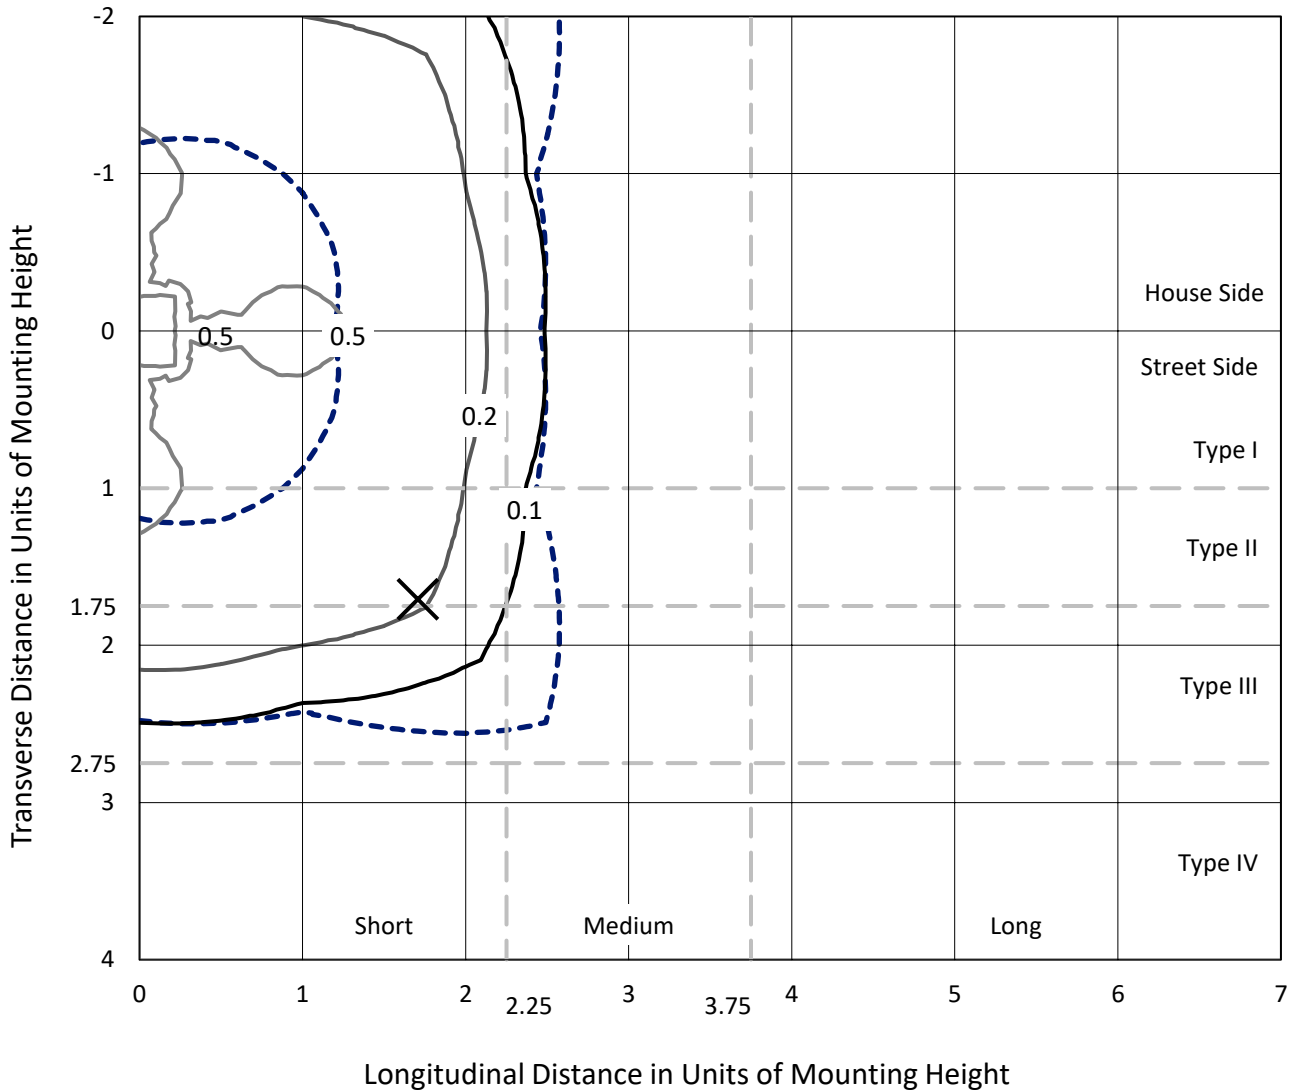 -2
-1
House Side
0
0.5
0.5
Street Side
0.2
Type I
1
0.1
Type II
1.75
2
Type III
2.75
3
Type IV
Short
Medium
Long
4
0
1
2
2.25
3
3.75
4
5
6
7
Longitudinal Distance in Units of Mounting Height
Transverse Distance in Units of Mounting Height